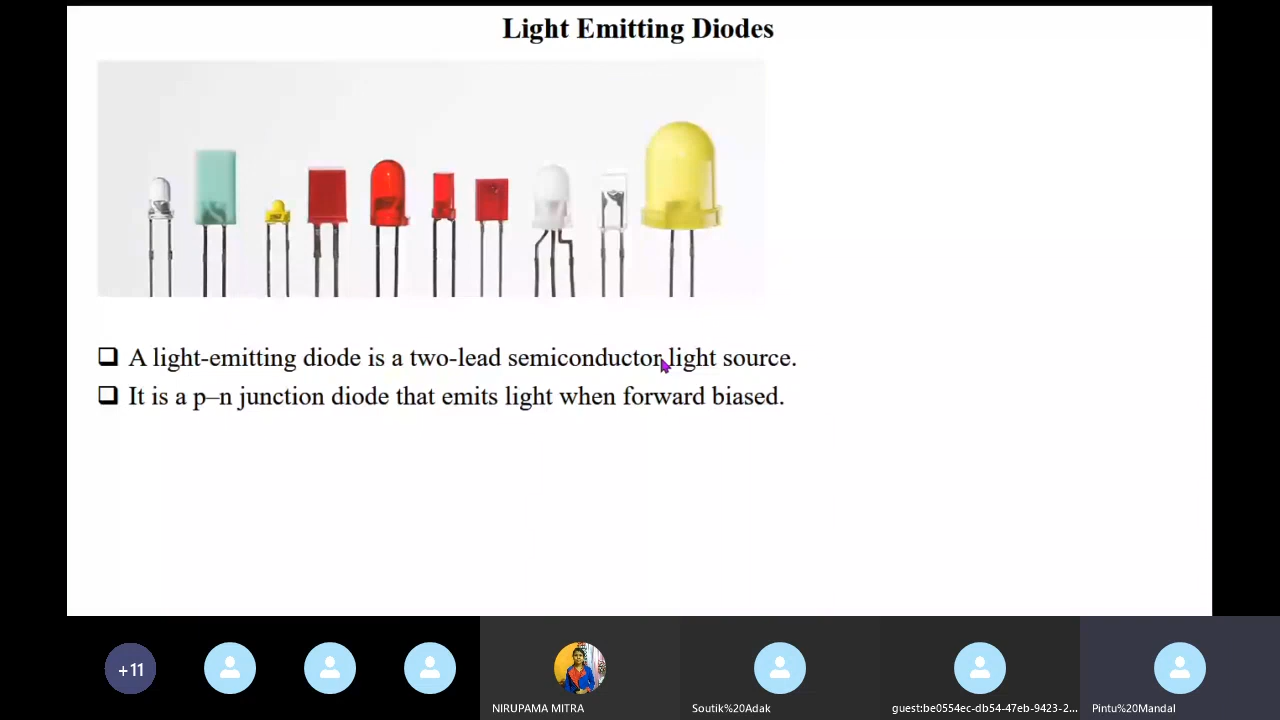 Light Emitting Diodes
❑ A light-emitting diode is a two-lead semiconductor light source.
❑ It is a p–n junction diode that emits light when forward biased.
+11
NIRUPAMA MITRA
Soutik%20Adak
guest:be0554ec-db54-47eb-9423-2...
Pintu%20Mandal